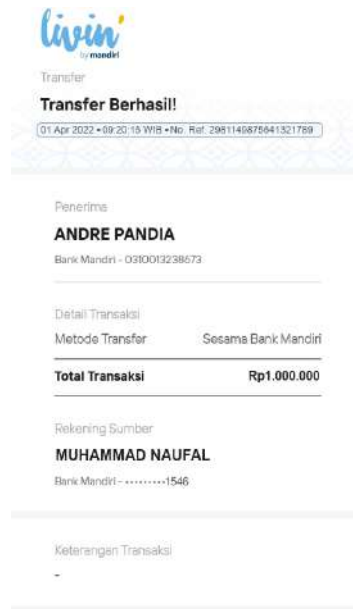 livin'
by mandiri
Transfer
Transfer Berhasil!
01 Apr 2022 • 09:20:15 WIB • No. Ref. 2981149875641321789
Penerima
ANDRE PANDIA
Bank Mandiri - 0310013238673
Detail Transaksi
Metode Transfer Sesama Bank Mandiri
Total Transaksi Rp1.000.000
Rekening Sumber
MUHAMMAD NAUFAL
Bank Mandiri - •••••••••1546
Keterangan Transaksi
-